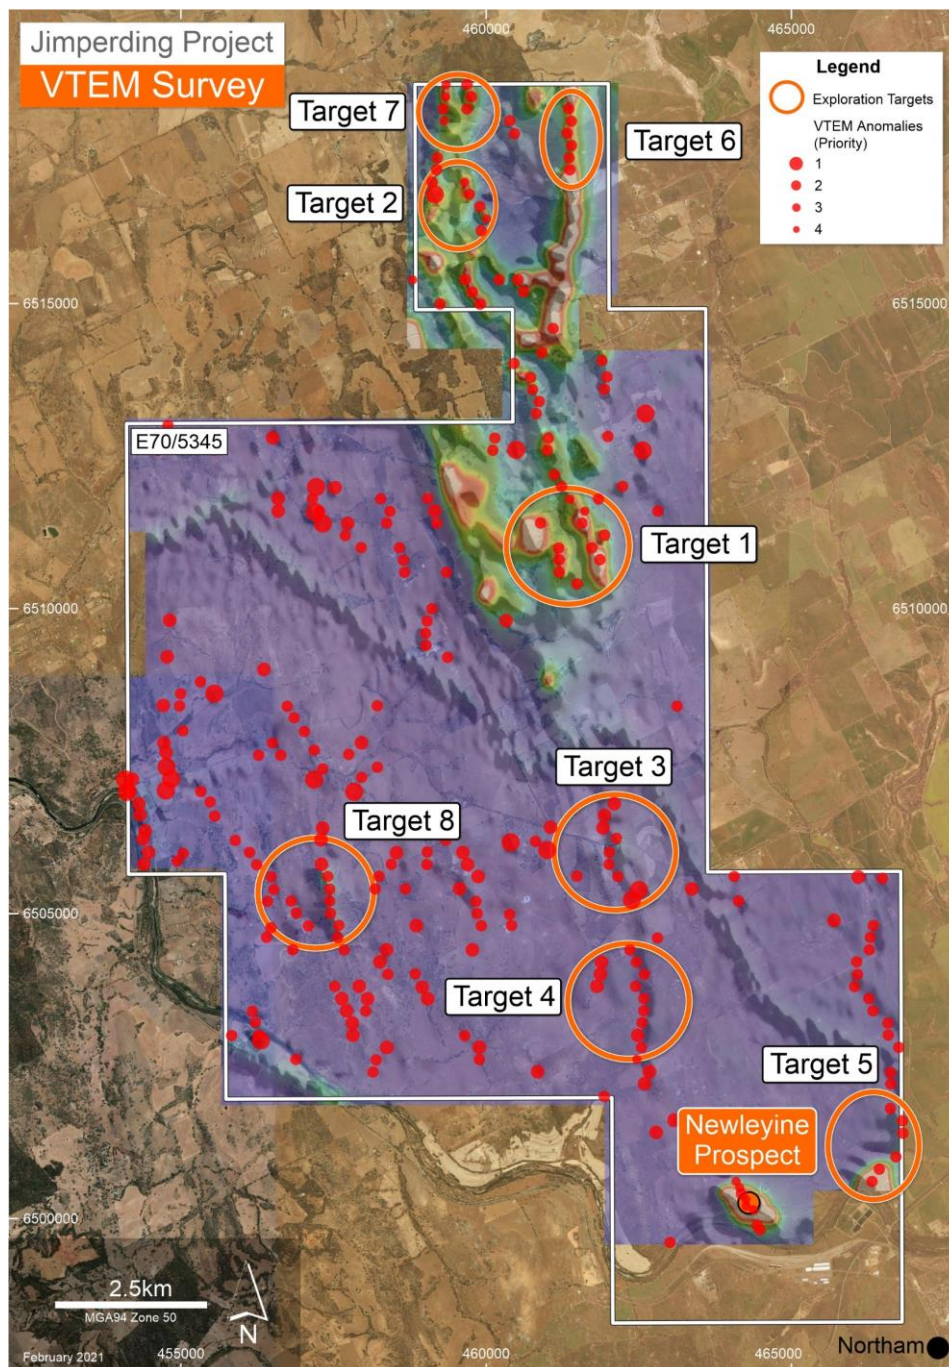 460000
465000
Jimperding Project
VTEM Survey
Legend
Exploration Targets
VTEM Anomalies
(Priority)
1
2
3
4
Target 7
Target 6
Target 2
6515000
6515000
E70/5345
Target 1
6510000
6510000
Target 3
Target 8
6505000
6505000
Target 4
Target 5
Newleyine
Prospect
6500000
6500000
2.5km
MGA94 Zone 50
N
Northam
February 2021
455000
460000
465000